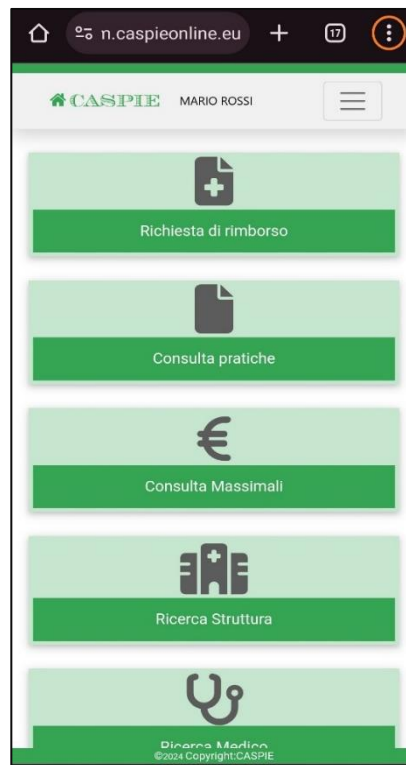 n.caspieonline.eu
17
CASPIE MARIO ROSSI
Richiesta di rimborso
Consulta pratiche
€
Consulta Massimali
Ricerca Struttura
Ricerca Medico
©2024 Copyright:CASPIE